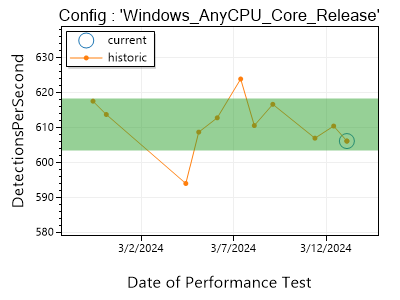 Config : 'Windows_AnyCPU_Core_Release'
current
historic
630
620
610
600
590
580
DetectionsPerSecond
3/2/2024
3/7/2024
3/12/2024
Date of Performance Test